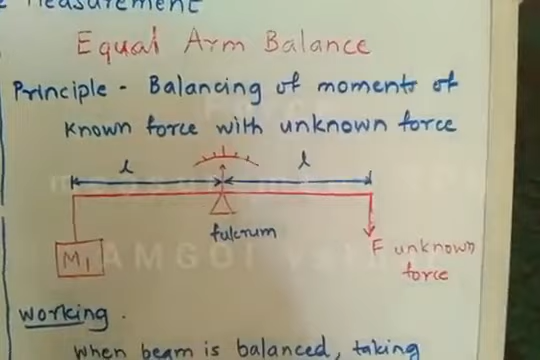 Measurement
Equal Arm Balance
Principle - Balancing of moments of
known force with unknown force
l l
fulcrum
M1
F unknown
force
Working.
When beam is balanced, taking